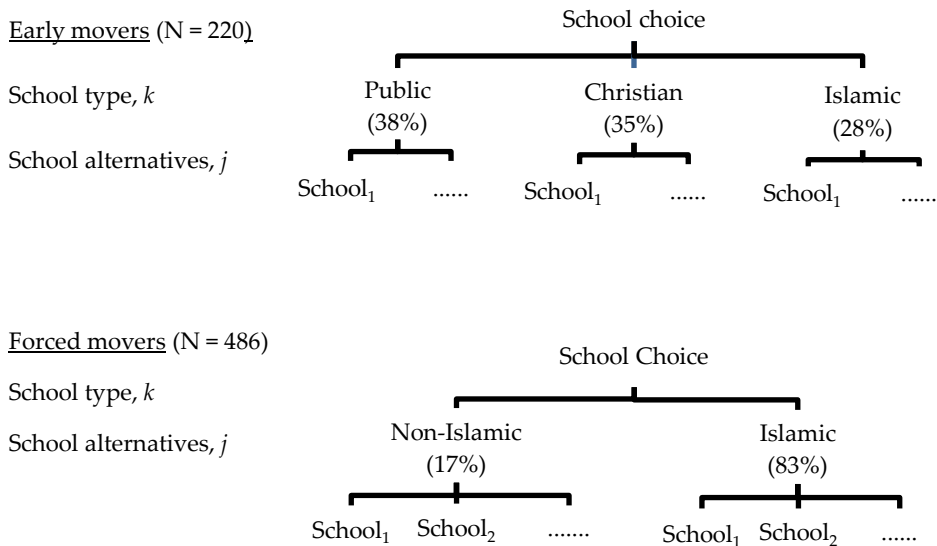 Early movers (N = 220)
School choice
School type, k
Public
Christian
Islamic
(38%)
(35%)
(28%)
School alternatives, j
School₁ ......
School₁ ......
School₁ ......
Forced movers (N = 486)
School Choice
School type, k
School alternatives, j
Non-Islamic
Islamic
(17%)
(83%)
School₁ School₂ .......
School₁ School₂ ......